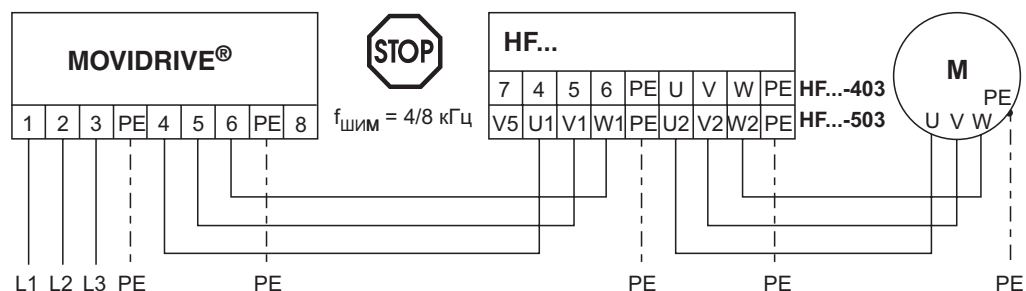 MOVIDRIVE®
1 2 3 PE 4 5 6 PE 8
STOP
fШИМ = 4/8 кГц
HF...
7 4 5 6 PE U V W PE HF...-403
V5 U1 V1 W1 PE U2 V2 W2 PE HF...-503
M
PE
U V W
L1 L2 L3 PE PE PE PE PE